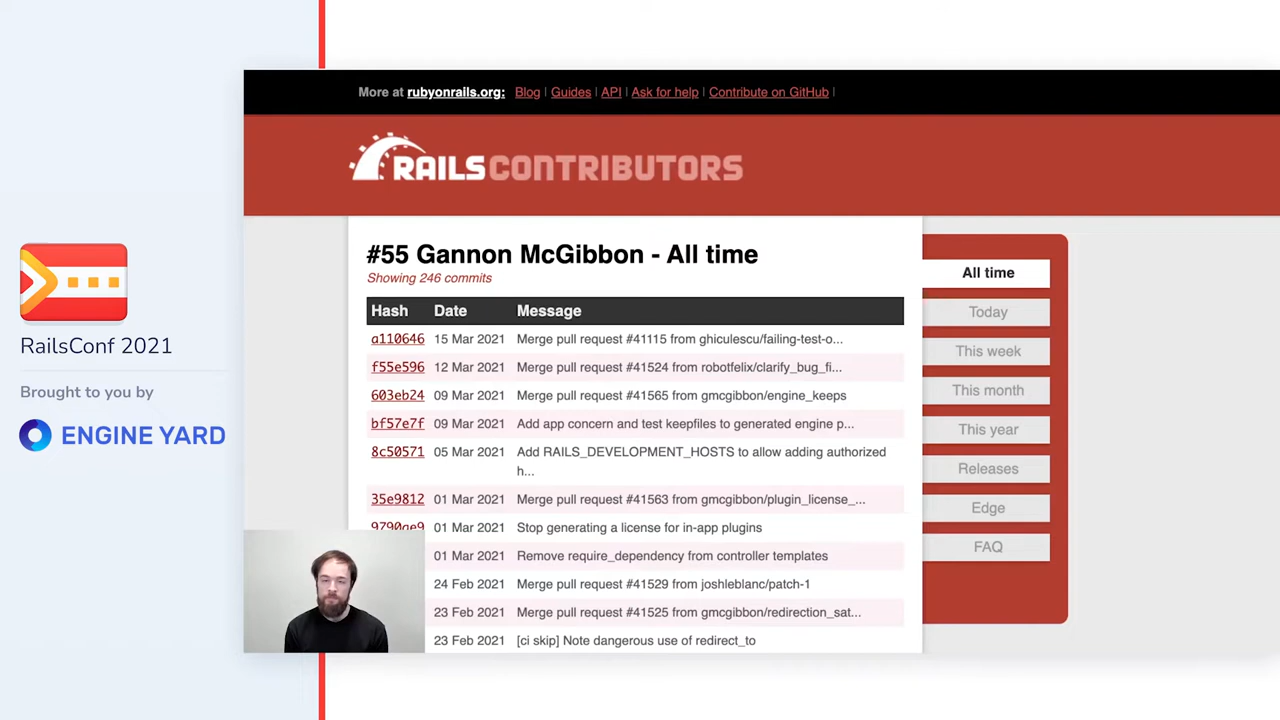 More at rubyonrails.org: Blog | Guides | API | Ask for help | Contribute on GitHub |
RAILS CONTRIBUTORS
#55 Gannon McGibbon - All time
Showing 246 commits
Hash Date Message
a110646 15 Mar 2021 Merge pull request #41115 from ghiculescu/failing-test-o...
f55e596 12 Mar 2021 Merge pull request #41524 from robotfelix/clarify_bug_fi...
603eb24 09 Mar 2021 Merge pull request #41565 from gmcgibbon/engine_keeps
bf57e7f 09 Mar 2021 Add app concern and test keepfiles to generated engine p...
8c50571 05 Mar 2021 Add RAILS_DEVELOPMENT_HOSTS to allow adding authorized
h...
35e9812 01 Mar 2021 Merge pull request #41563 from gmcgibbon/plugin_license_...
9790ae9 01 Mar 2021 Stop generating a license for in-app plugins
01 Mar 2021 Remove require_dependency from controller templates
24 Feb 2021 Merge pull request #41529 from joshleblanc/patch-1
23 Feb 2021 Merge pull request #41525 from gmcgibbon/redirection_sat...
23 Feb 2021 [ci skip] Note dangerous use of redirect_to
All time
Today
This week
This month
This year
Releases
Edge
FAQ
RailsConf 2021
Brought to you by
ENGINE YARD